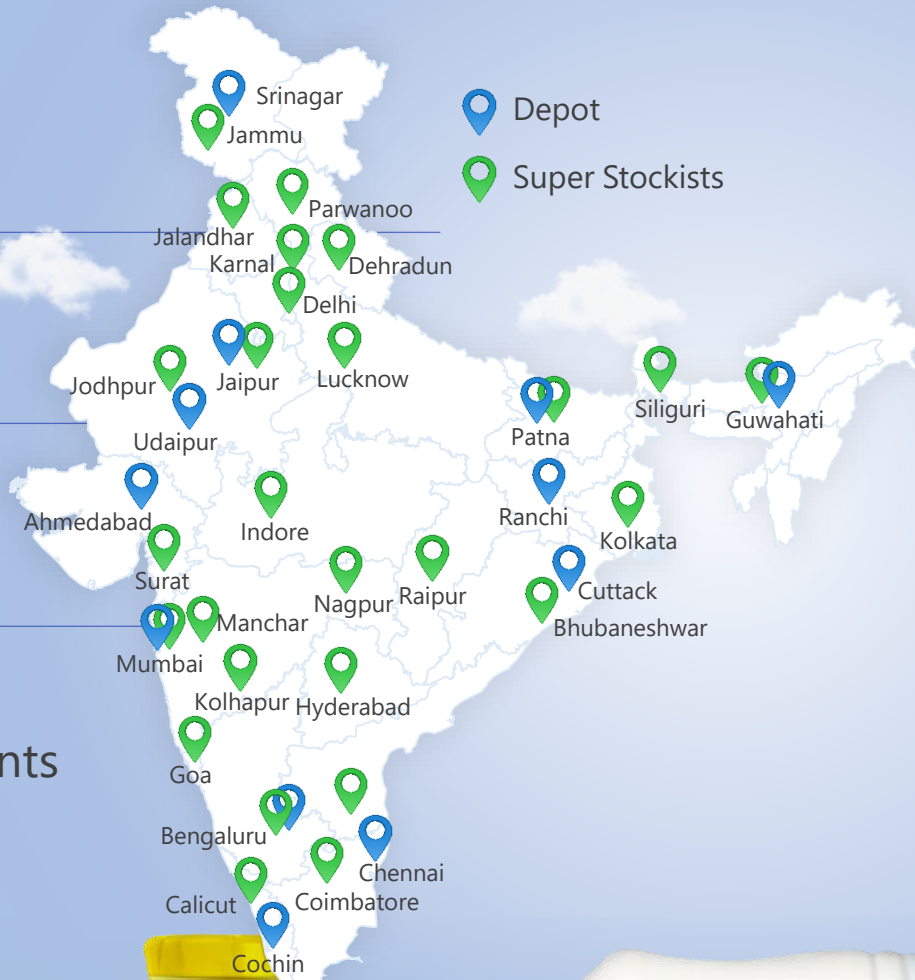 Depot
Super Stockists
Srinagar
Jammu
Parwanoo
Jalandhar
Karnal
Dehradun
Delhi
Jodhpur
Jaipur
Lucknow
Udaipur
Patna
Siliguri
Guwahati
Ahmedabad
Indore
Ranchi
Kolkata
Surat
Nagpur
Raipur
Cuttack
Manchar
Bhubaneshwar
Mumbai
Kolhapur
Hyderabad
Goa
nts
Bengaluru
Chennai
Calicut
Coimbatore
Cochin